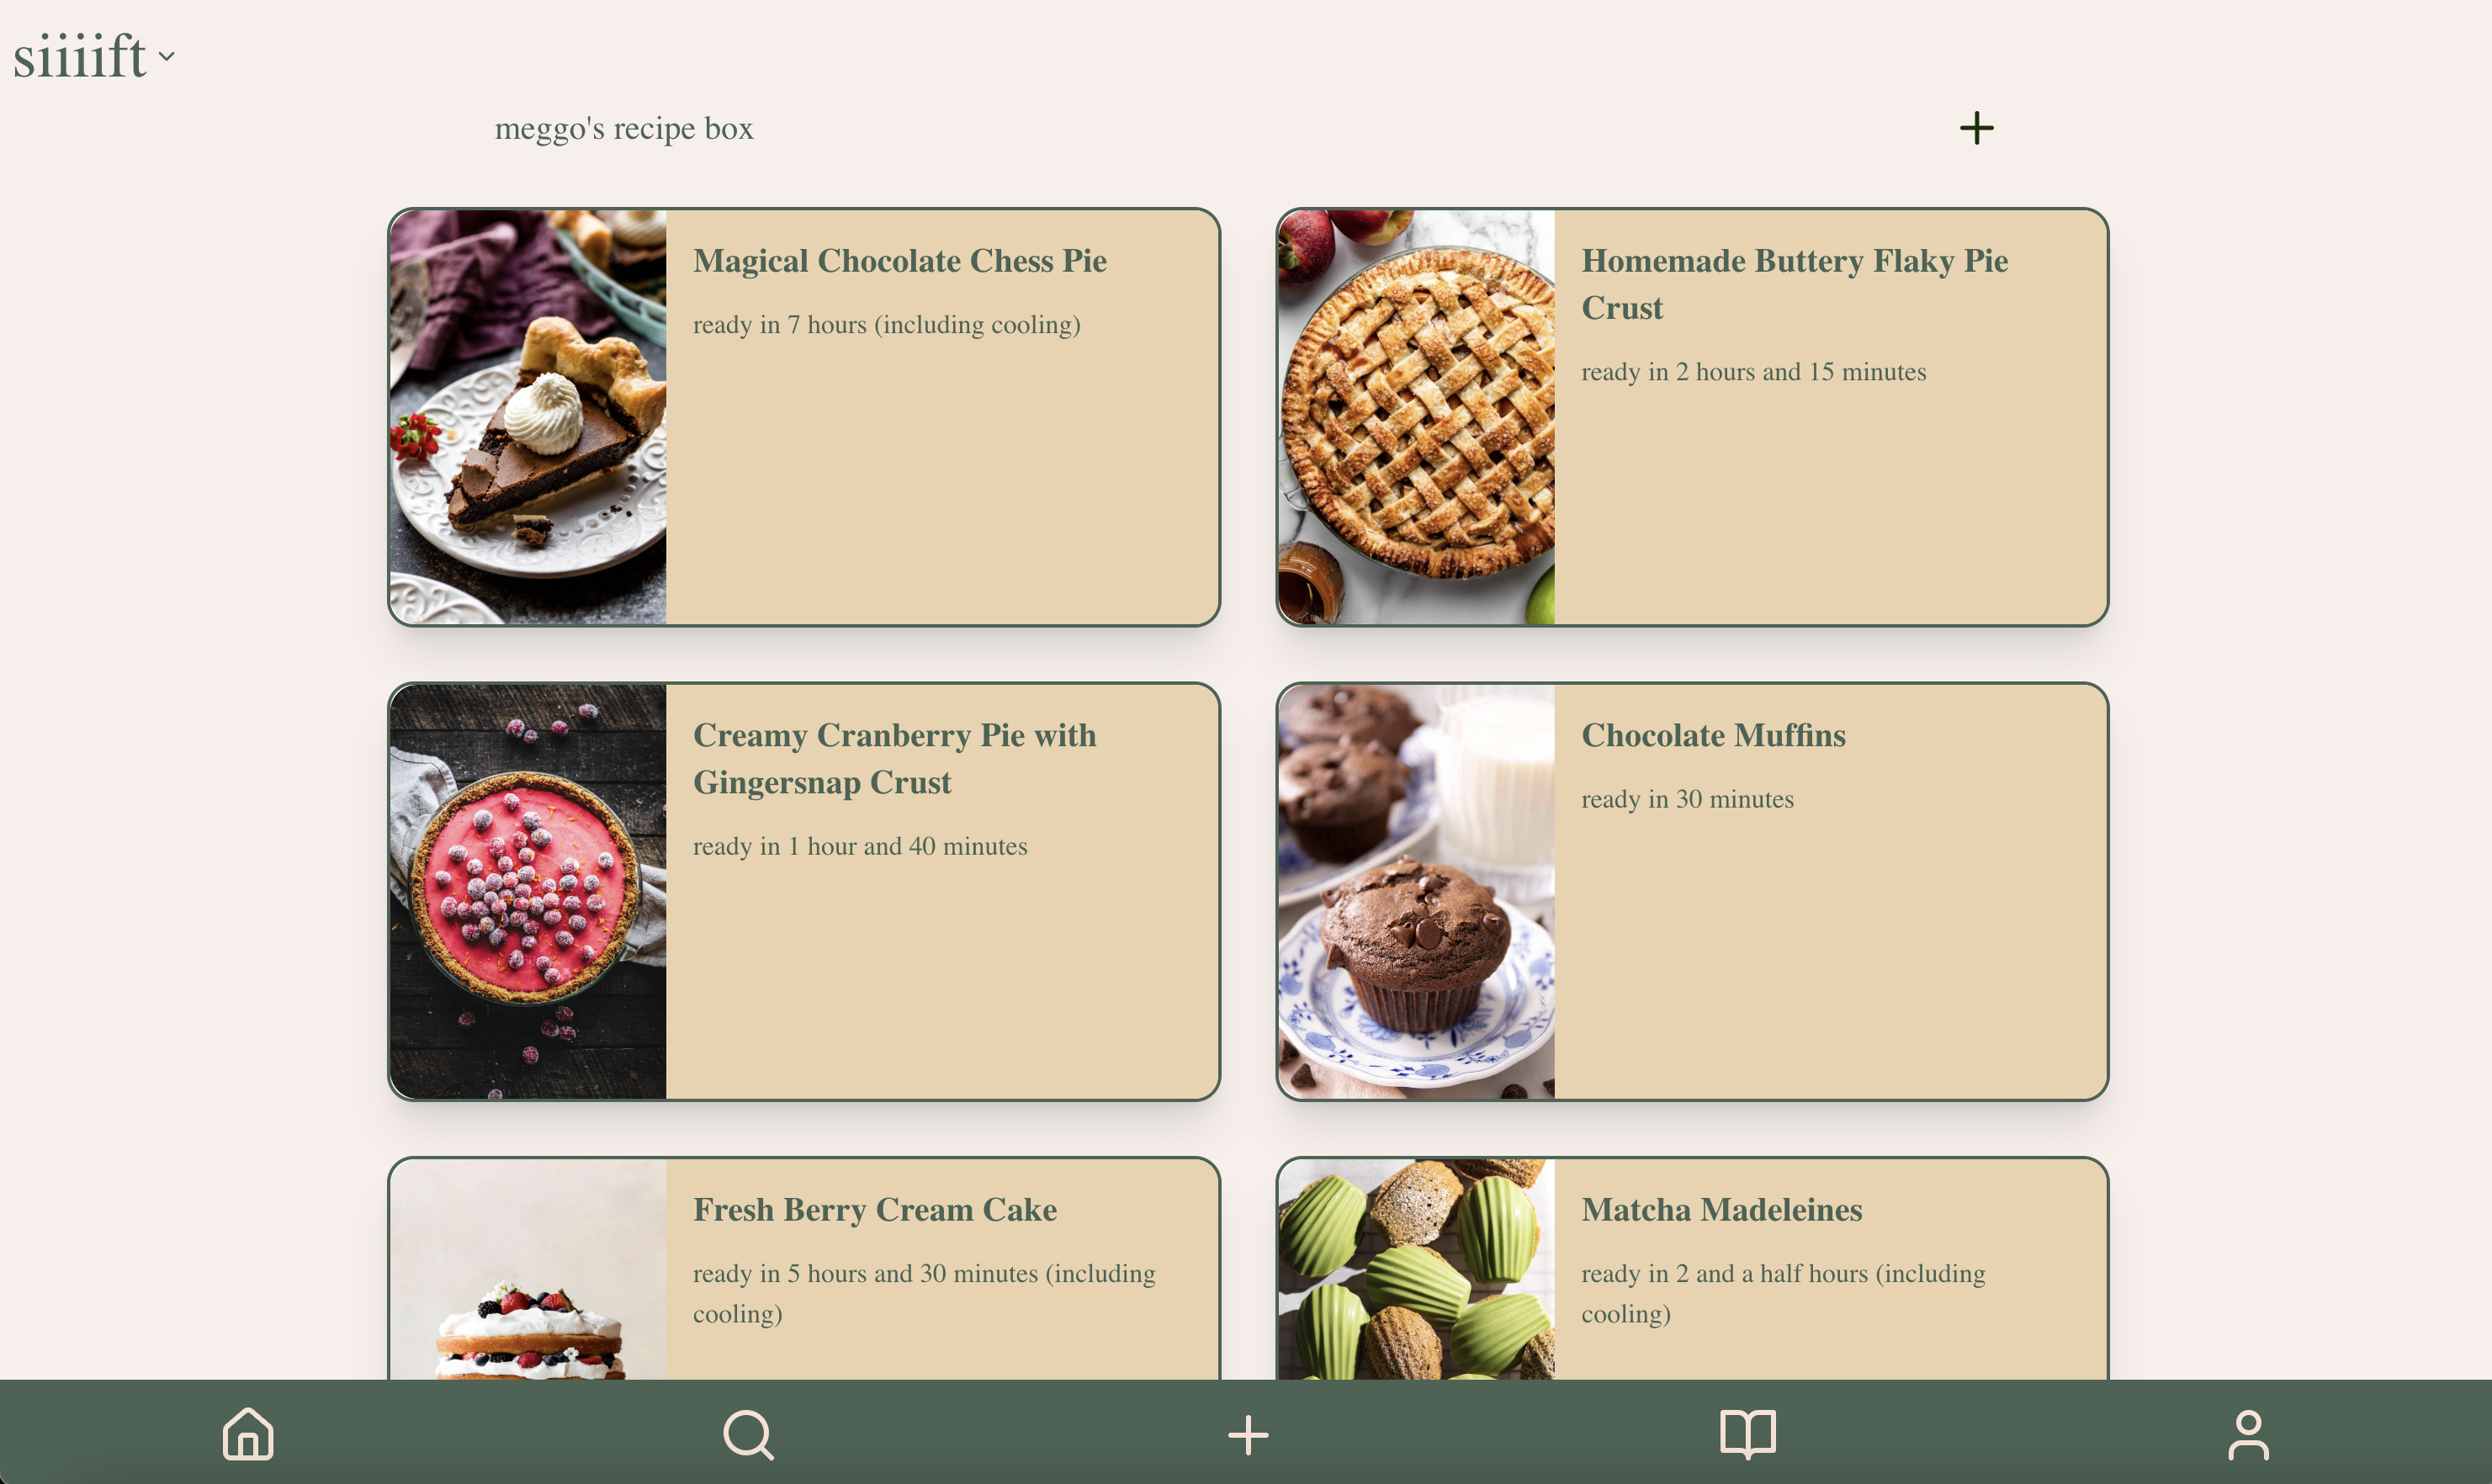 siiiift
meggo's recipe box
Magical Chocolate Chess Pie
ready in 7 hours (including cooling)
Homemade Buttery Flaky Pie
Crust
ready in 2 hours and 15 minutes
Creamy Cranberry Pie with
Gingersnap Crust
ready in 1 hour and 40 minutes
Chocolate Muffins
ready in 30 minutes
Fresh Berry Cream Cake
ready in 5 hours and 30 minutes (including
cooling)
Matcha Madeleines
ready in 2 and a half hours (including
cooling)